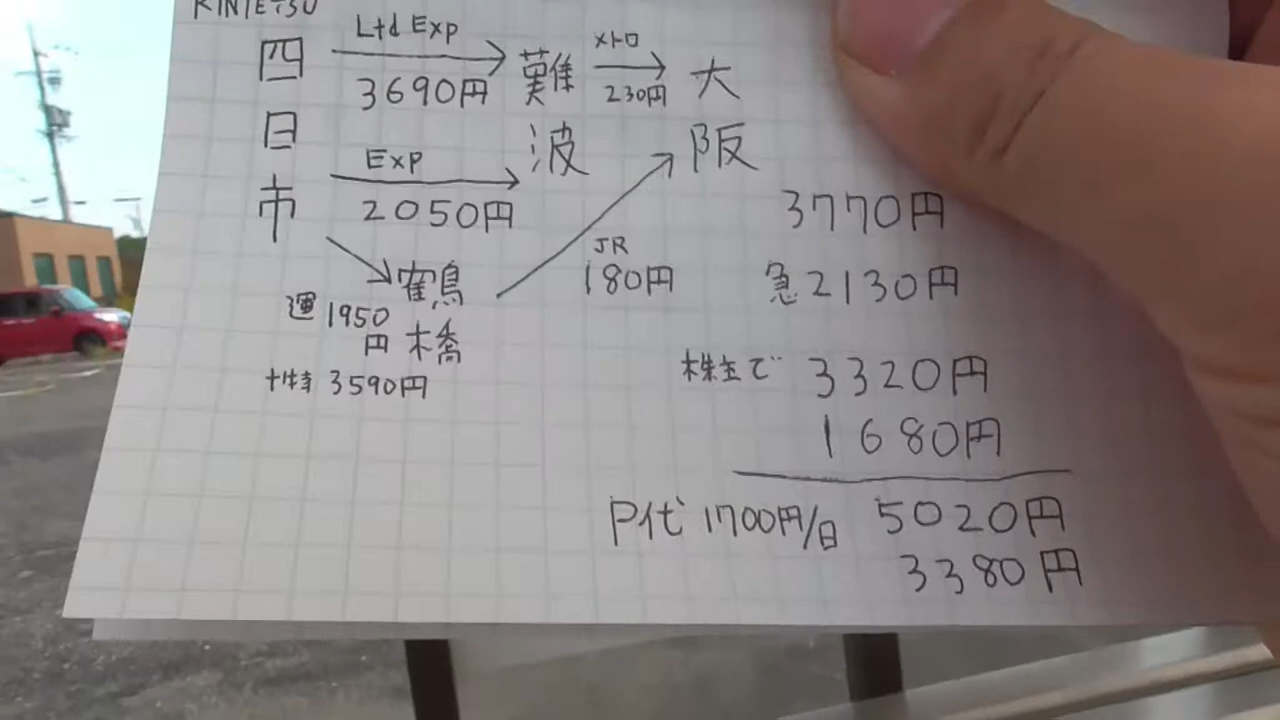 KINTETSU
四日市
Ltd Exp
3690円
難波
メトロ
230円
大阪
Exp
2050円
鶴橋
週1950円
特 3590円
JR
180円
3770円
急2130円
株主で 3320円
1680円
P代 1700円/日 5020円
3380円